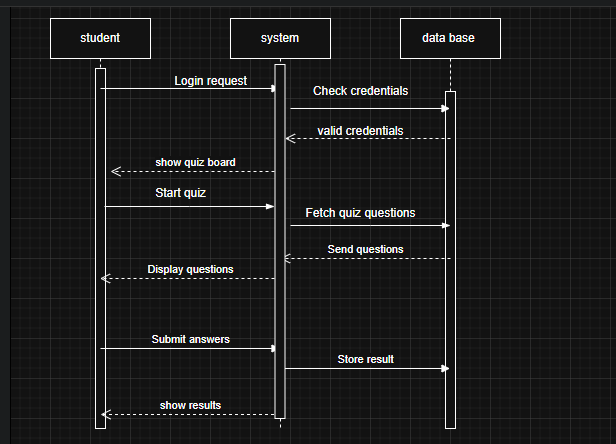 student
system
data base
Login request
Check credentials
valid credentials
show quiz board
Start quiz
Fetch quiz questions
Send questions
Display questions
Submit answers
Store result
show results